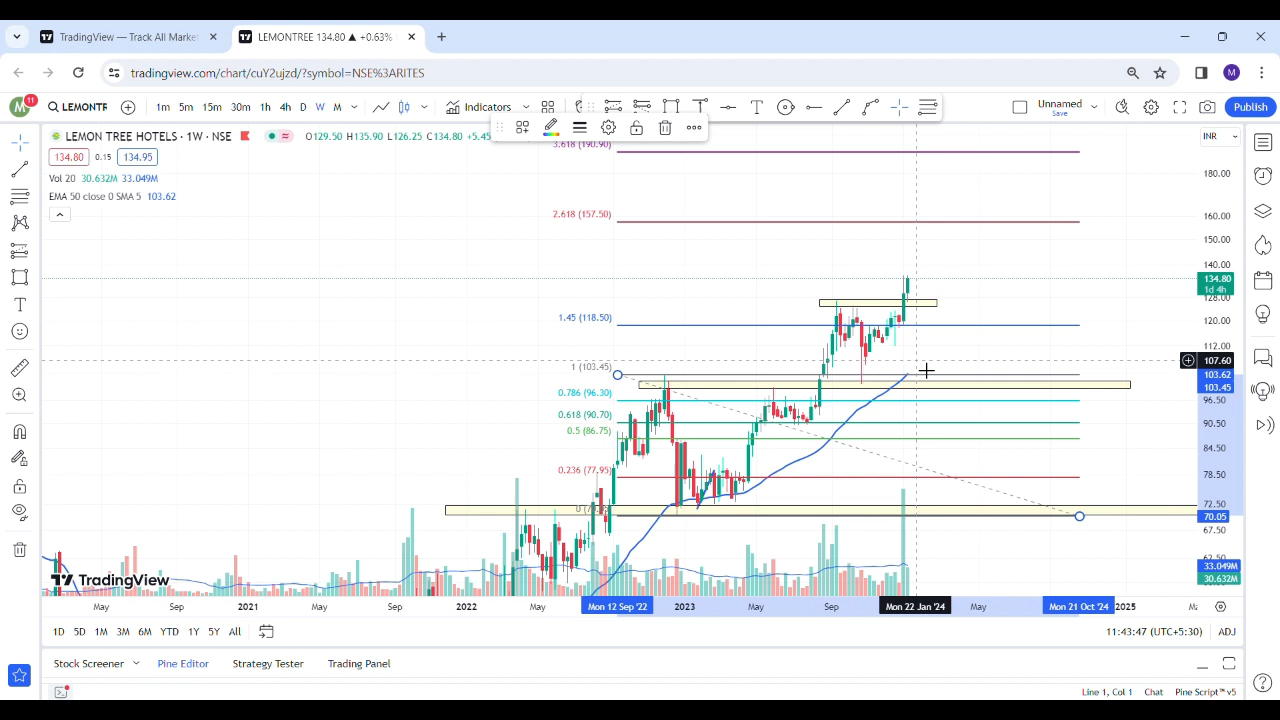 TradingView — Track All Marke
LEMONTREE 134.80 ▲ +0.63%
tradingview.com/chart/cuY2ujzd/?symbol=NSE%3ARITES
M
M 11
LEMONTR
1m 5m 15m 30m 1h 4h D W M
Indicators
T
Unnamed
Save
Publish
LEMON TREE HOTELS · 1W · NSE
O129.50 H135.90 L126.25 C134.80 +5.45
INR
134.80 0.15 134.95
Vol 20 30.632M 33.049M
EMA 50 close 0 SMA 5 103.62
3.618 (190.90)
2.618 (157.50)
1.45 (118.50)
1 (103.45)
0.786 (96.30)
0.618 (90.70)
0.5 (86.75)
0.236 (77.95)
180.00
160.00
150.00
140.00
134.80
1d 4h
128.00
120.00
112.00
107.60
103.62
103.45
96.50
90.50
84.50
78.50
72.50
70.05
67.50
62.50
33.049M
30.632M
TradingView
May Sep 2021 May Sep 2022 May Mon 12 Sep '22 2023 May Sep Mon 22 Jan '24 May Mon 21 Oct '24 2025
1D 5D 1M 3M 6M YTD 1Y 5Y All
11:43:47 (UTC+5:30) ADJ
Stock Screener Pine Editor Strategy Tester Trading Panel
Line 1, Col 1 Chat Pine Script™ v5